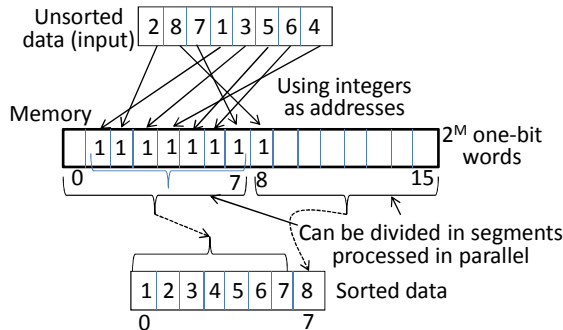 Unsorted
data (input)
2 8 7 1 3 5 6 4
Using integers
as addresses
Memory
1 1 1 1 1 1 1 1
2ᴹ one-bit
words
0 7 8 15
Can be divided in segments
processed in parallel
1 2 3 4 5 6 7 8
Sorted data
0 7